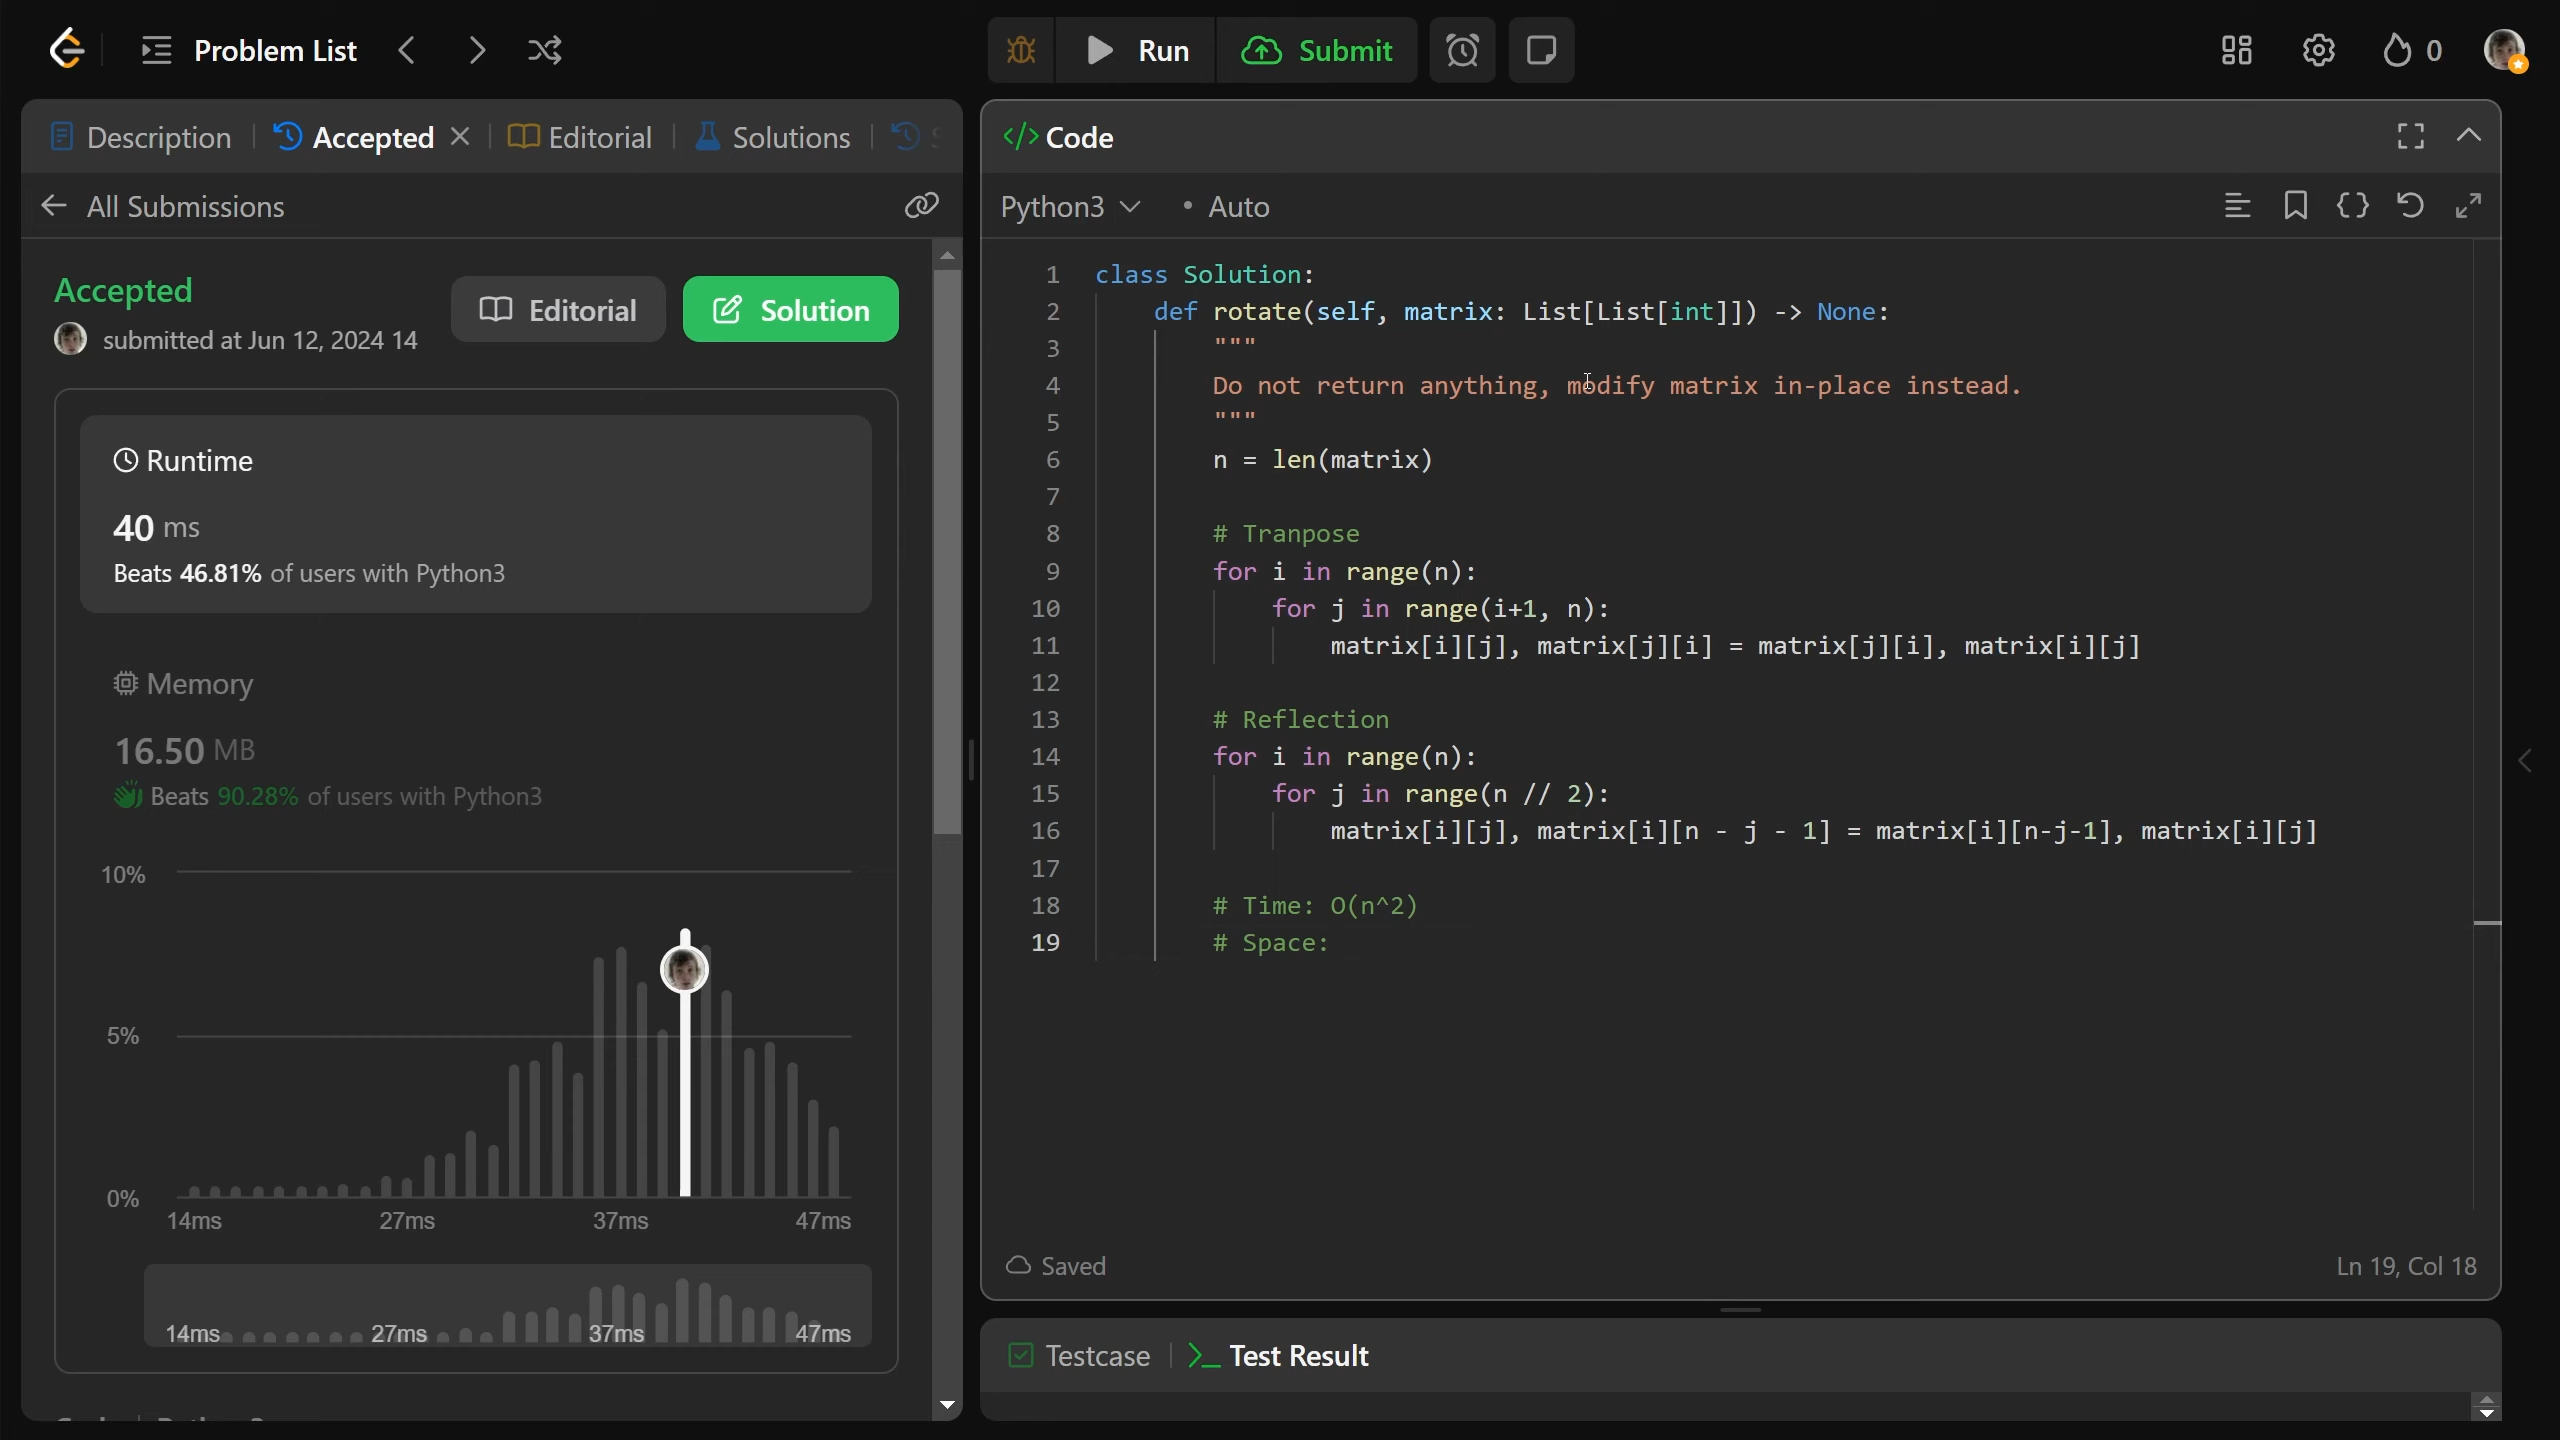 Problem List
Run
Submit
0
Description
Accepted
Editorial
Solutions
All Submissions
Accepted
submitted at Jun 12, 2024 14
Editorial
Solution
Runtime
40 ms
Beats 46.81% of users with Python3
Memory
16.50 MB
Beats 90.28% of users with Python3
10%
5%
0%
14ms
27ms
37ms
47ms
14ms
27ms
37ms
47ms
</> Code
Python3
• Auto
1 class Solution:
2 def rotate(self, matrix: List[List[int]]) -> None:
3 """
4 Do not return anything, modify matrix in-place instead.
5 """
6 n = len(matrix)
7
8 # Tranpose
9 for i in range(n):
10 for j in range(i+1, n):
11 matrix[i][j], matrix[j][i] = matrix[j][i], matrix[i][j]
12
13 # Reflection
14 for i in range(n):
15 for j in range(n // 2):
16 matrix[i][j], matrix[i][n - j - 1] = matrix[i][n-j-1], matrix[i][j]
17
18 # Time: O(n^2)
19 # Space:
Saved
Ln 19, Col 18
Testcase
Test Result